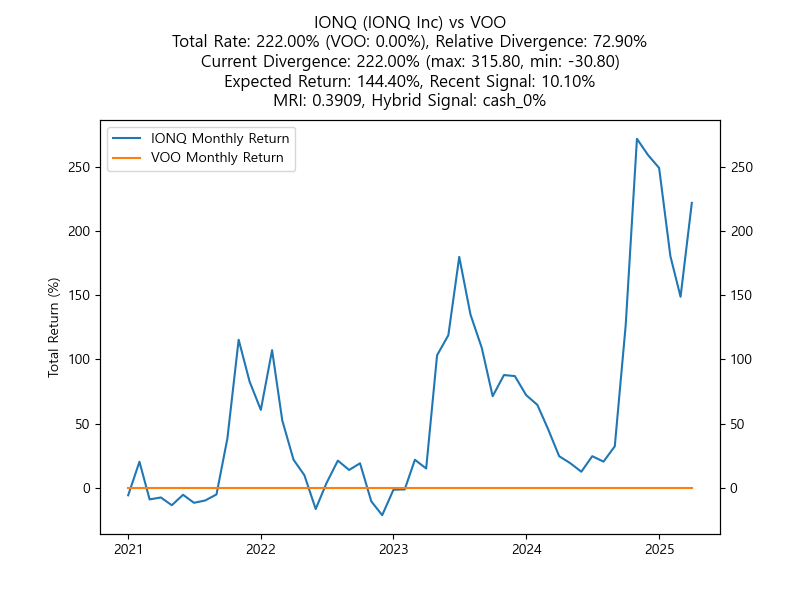 IONQ (IONQ Inc) vs VOO
Total Rate: 222.00% (VOO: 0.00%), Relative Divergence: 72.90%
Current Divergence: 222.00% (max: 315.80, min: -30.80)
Expected Return: 144.40%, Recent Signal: 10.10%
MRI: 0.3909, Hybrid Signal: cash_0%
IONQ Monthly Return
VOO Monthly Return
Total Return (%)
250
200
150
100
50
0
250
200
150
100
50
0
2021
2022
2023
2024
2025